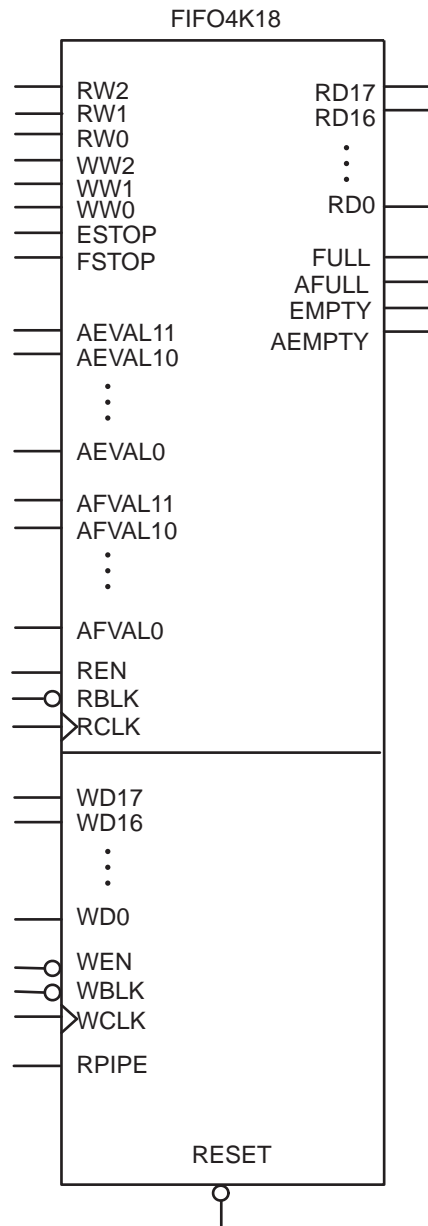 FIFO4K18
RW2
RW1
RW0
WW2
WW1
WW0
ESTOP
FSTOP
AEVAL11
AEVAL10
AEVAL0
AFVAL11
AFVAL10
AFVAL0
REN
RBLK
RCLK
RD17
RD16
RD0
FULL
AFULL
EMPTY
AEMPTY
WD17
WD16
WD0
WEN
WBLK
WCLK
RPIPE
RESET